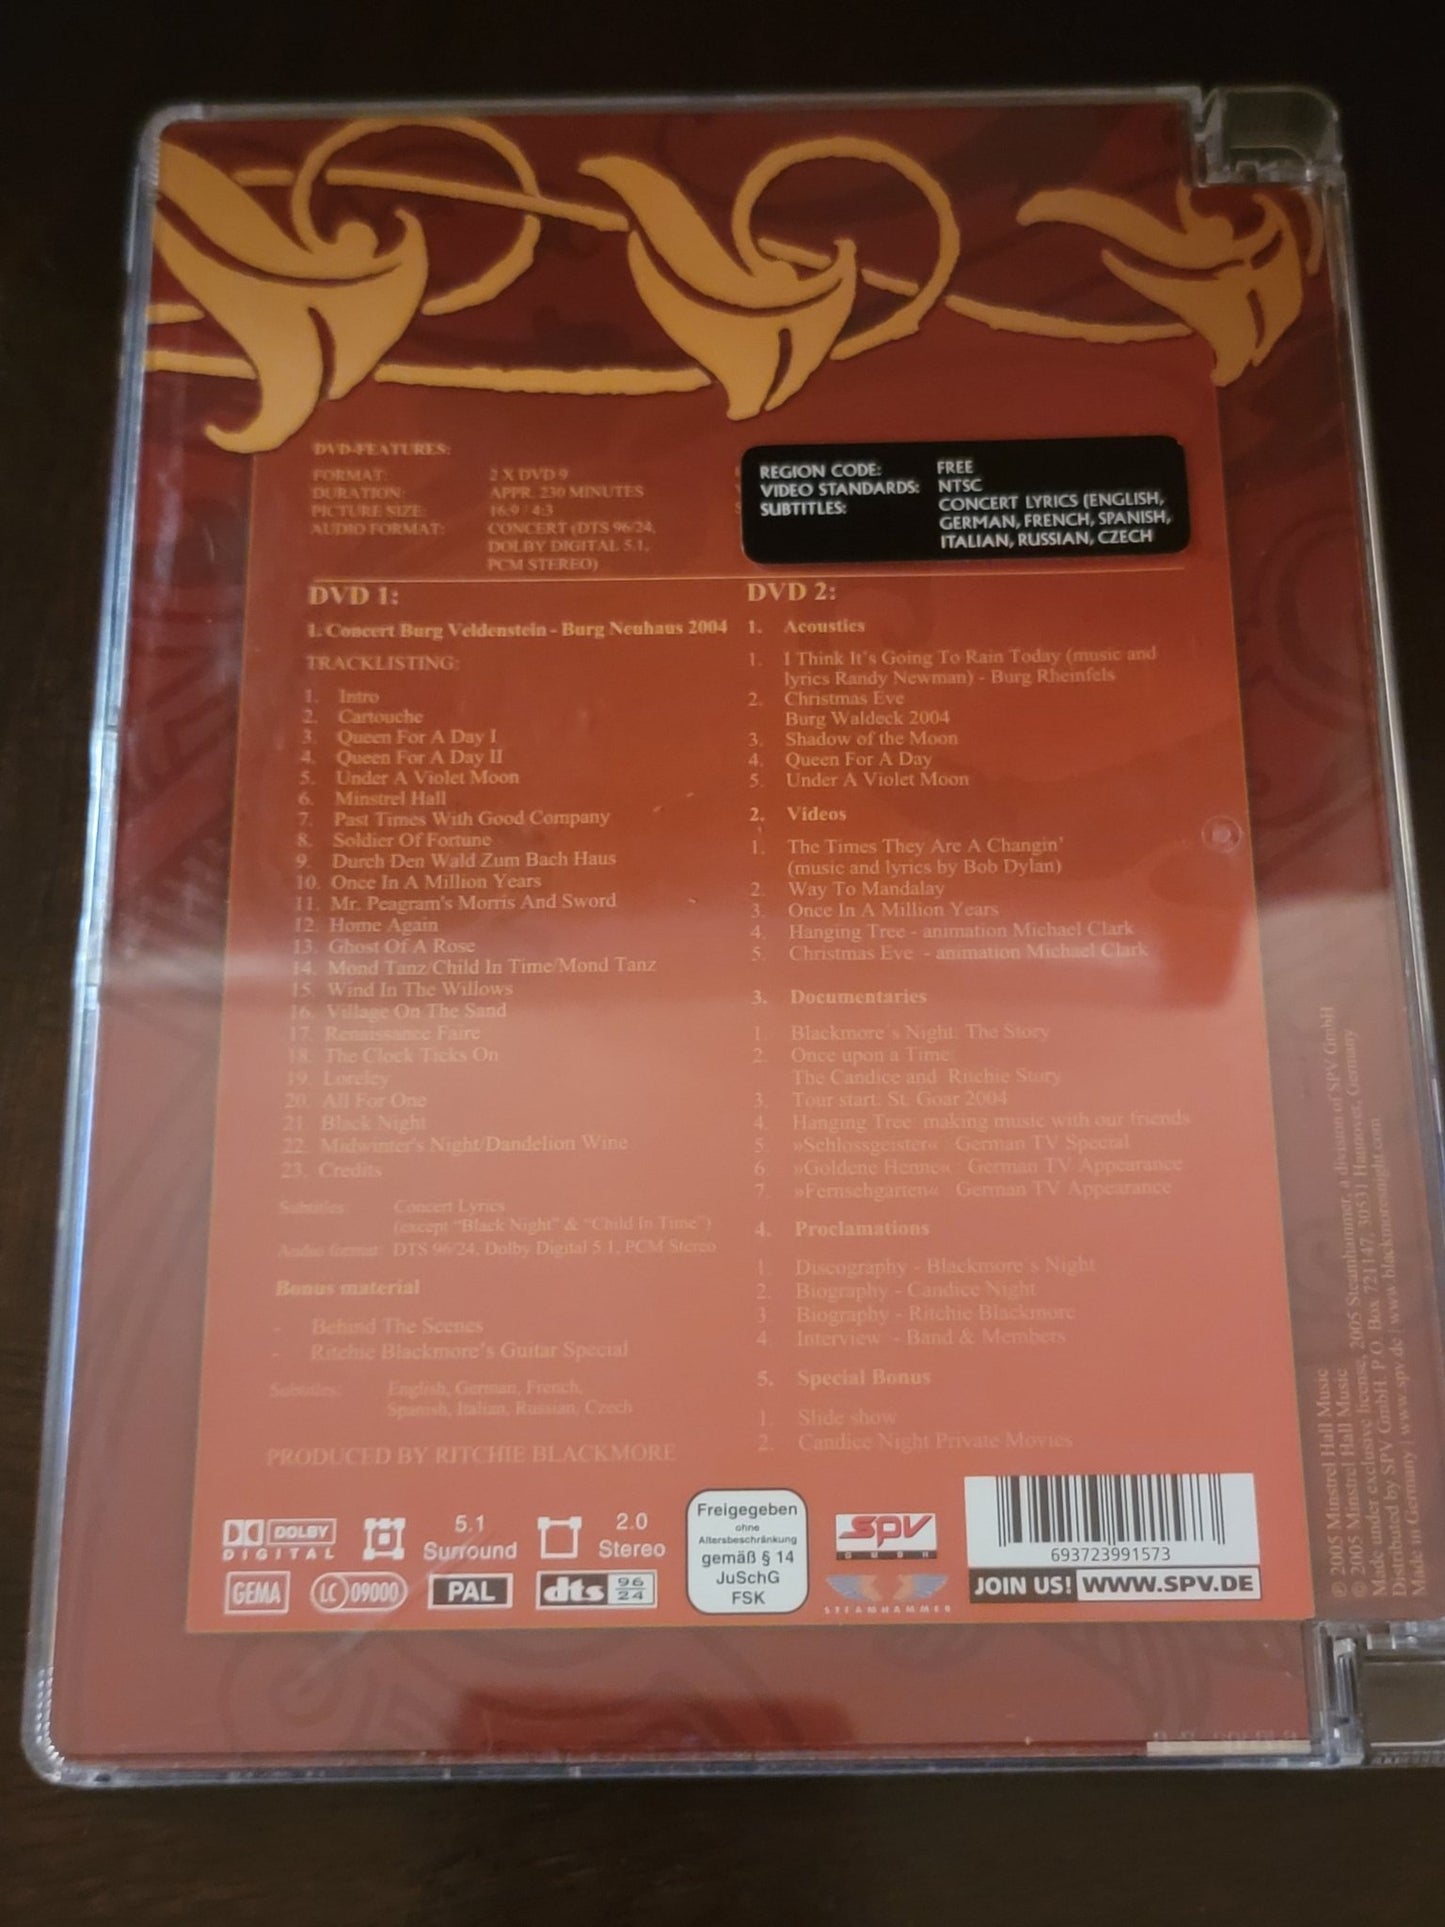 DVD-FEATURES:
FORMAT: 2 X DVD 9
DURATION: APPR. 230 MINUTES
PICTURE SIZE: 16:9 / 4:3
AUDIO FORMAT: CONCERT (DTS 96/24,
DOLBY DIGITAL 5.1,
PCM STEREO)
REGION CODE: FREE
VIDEO STANDARDS: NTSC
SUBTITLES: CONCERT LYRICS (ENGLISH,
GERMAN, FRENCH, SPANISH,
ITALIAN, RUSSIAN, CZECH
DVD 1:
1. Concert Burg Veldenstein - Burg Neuhaus 2004
TRACKLISTING:
1. Intro
2. Cartouche
3. Queen For A Day I
4. Queen For A Day II
5. Under A Violet Moon
6. Minstrel Hall
7. Past Times With Good Company
8. Soldier Of Fortune
9. Durch Den Wald Zum Bach Haus
10. Once In A Million Years
11. Mr. Peagram's Morris And Sword
12. Home Again
13. Ghost Of A Rose
14. Mond Tanz/Child In Time/Mond Tanz
15. Wind In The Willows
16. Village On The Sand
17. Renaissance Faire
18. The Clock Ticks On
19. Loreley
20. All For One
21. Black Night
22. Midwinter's Night/Dandelion Wine
23. Credits
Subtitles: Concert Lyrics
(except "Black Night" & "Child In Time")
Audio format: DTS 96/24, Dolby Digital 5.1, PCM Stereo
Bonus material
- Behind The Scenes
- Ritchie Blackmore's Guitar Special
Subtitles: English, German, French,
Spanish, Italian, Russian, Czech
PRODUCED BY RITCHIE BLACKMORE
DVD 2:
1. Acoustics
1. I Think It's Going To Rain Today (music and
lyrics Randy Newman) - Burg Rheinfels
2. Christmas Eve
Burg Waldeck 2004
3. Shadow of the Moon
4. Queen For A Day
5. Under A Violet Moon
2. Videos
1. The Times They Are A Changin'
(music and lyrics by Bob Dylan)
2. Way To Mandalay
3. Once In A Million Years
4. Hanging Tree - animation Michael Clark
5. Christmas Eve - animation Michael Clark
3. Documentaries
1. Blackmore´s Night: The Story
2. Once upon a Time:
The Candice and Ritchie Story
3. Tour start: St. Goar 2004
4. Hanging Tree: making music with our friends
5. »Schlossgeister« : German TV Special
6. »Goldene Henne« : German TV Appearance
7. »Fernsehgarten« : German TV Appearance
4. Proclamations
1. Discography - Blackmore´s Night
2. Biography - Candice Night
3. Biography - Ritchie Blackmore
4. Interview - Band & Members
5. Special Bonus
1. Slide show
2. Candice Night Private Movies
DOLBY
DIGITAL
5.1
Surround
2.0
Stereo
GEMA
LC 09000
PAL
dts 96/24
Freigegeben
ohne
Altersbeschränkung
gemäß § 14
JuSchG
FSK
SPV
GMBH
STEAMHAMMER
693723991573
JOIN US! WWW.SPV.DE
℗ 2005 Minstrel Hall Music
© 2005 Minstrel Hall Music
Made under exclusive license, 2005 Steamhammer, a division of SPV GmbH
Distributed by SPV GmbH, P.O. Box 721147, 30531 Hannover, Germany
Made in Germany | www.spv.de | www.blackmoresnight.com